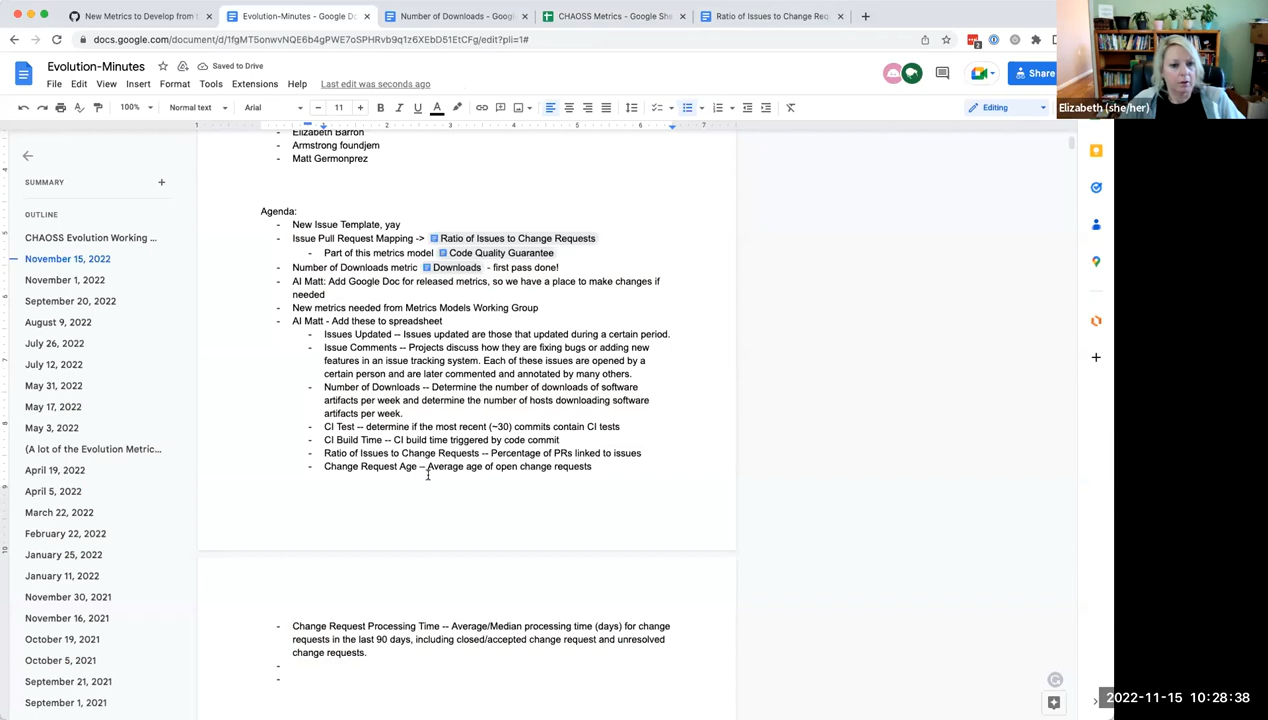 New Metrics to Develop from
Evolution-Minutes - Google Do
Number of Downloads - Googl
CHAOSS Metrics - Google She
Ratio of Issues to Change Req
docs.google.com/document/d/1fgMT5onwvNQE6b4gPWE7oSPHRvbBq1z6XEbD61EtCFg/edit?pli=1#
2
Evolution-Minutes
Saved to Drive
File Edit View Insert Format Tools Extensions Help Last edit was seconds ago
Share
Elizabeth (she/her)
100% Normal text Arial 11 Editing
1 1 2 3 4 5 6 7
SUMMARY
OUTLINE
CHAOSS Evolution Working ...
November 15, 2022
November 1, 2022
September 20, 2022
August 9, 2022
July 26, 2022
July 12, 2022
May 31, 2022
May 17, 2022
May 3, 2022
(A lot of the Evolution Metric...
April 19, 2022
April 5, 2022
March 22, 2022
February 22, 2022
January 25, 2022
January 11, 2022
November 30, 2021
November 16, 2021
October 19, 2021
October 5, 2021
September 21, 2021
September 1, 2021
- Elizabeth Barron
- Armstrong foundjem
- Matt Germonprez
Agenda:
- New Issue Template, yay
- Issue Pull Request Mapping -> Ratio of Issues to Change Requests
- Part of this metrics model Code Quality Guarantee
- Number of Downloads metric Downloads - first pass done!
- AI Matt: Add Google Doc for released metrics, so we have a place to make changes if
needed
- New metrics needed from Metrics Models Working Group
- AI Matt - Add these to spreadsheet
- Issues Updated -- Issues updated are those that updated during a certain period.
- Issue Comments -- Projects discuss how they are fixing bugs or adding new
features in an issue tracking system. Each of these issues are opened by a
certain person and are later commented and annotated by many others.
- Number of Downloads -- Determine the number of downloads of software
artifacts per week and determine the number of hosts downloading software
artifacts per week.
- CI Test -- determine if the most recent (~30) commits contain CI tests
- CI Build Time -- CI build time triggered by code commit
- Ratio of Issues to Change Requests -- Percentage of PRs linked to issues
- Change Request Age – Average age of open change requests
- Change Request Processing Time -- Average/Median processing time (days) for change
requests in the last 90 days, including closed/accepted change request and unresolved
change requests.
-
-
2022-11-15 10:28:38